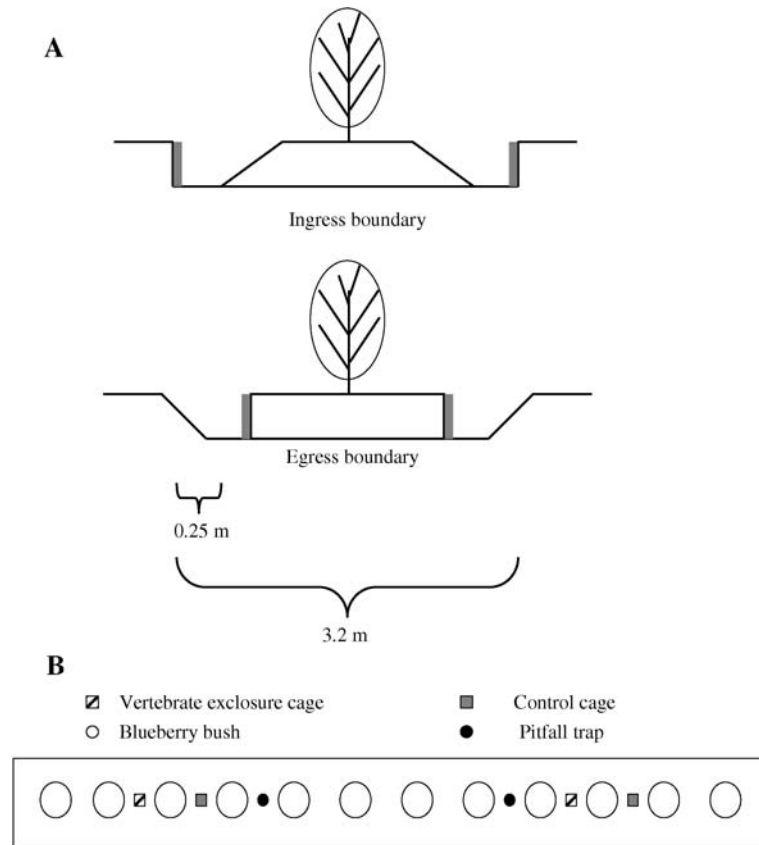 A
Ingress boundary
Egress boundary
0.25 m
3.2 m
B
Vertebrate exclosure cage
Control cage
Blueberry bush
Pitfall trap